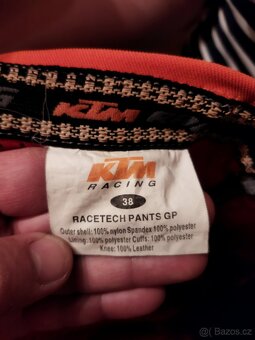 KTM
KTM
RACING
38
RACETECH PANTS GP
Outer shell: 100% nylon Spandex 100% polyester
Lining: 100% polyester Cuffs: 100% polyester
Knee: 100% Leather
Sbazos.cz